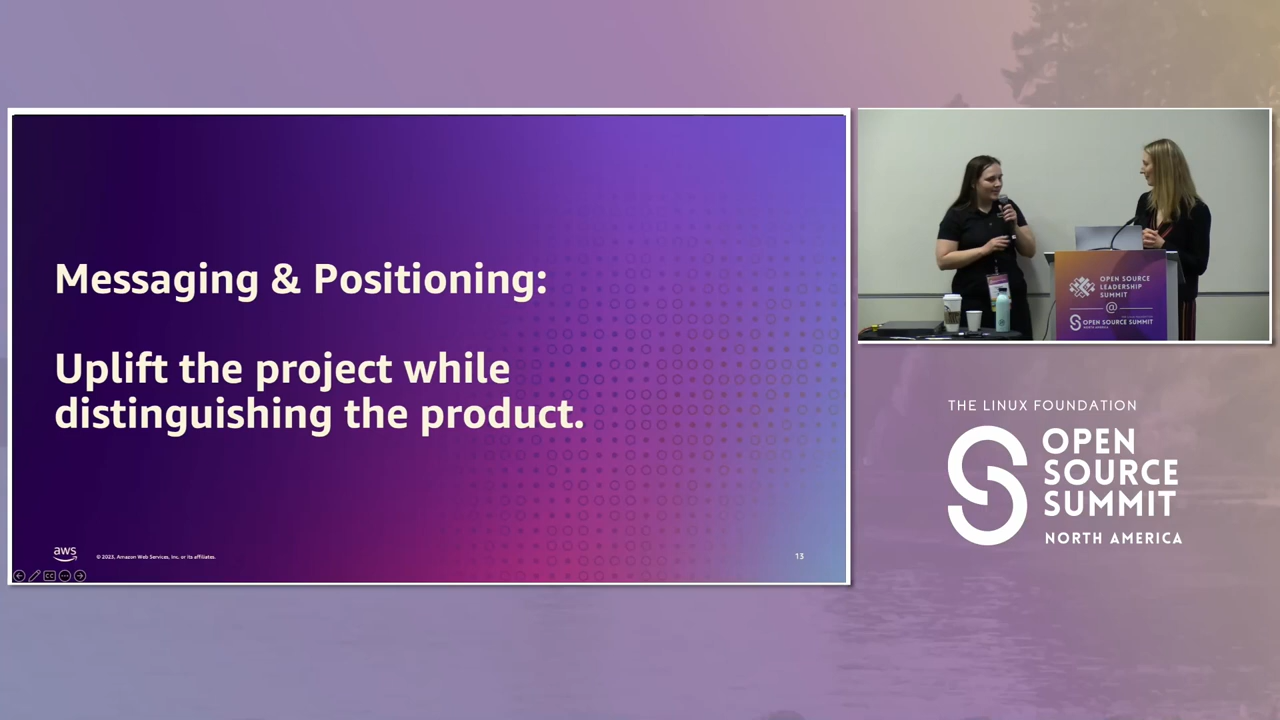 Messaging & Positioning:
Uplift the project while
distinguishing the product.
aws
© 2023, Amazon Web Services, Inc. or its affiliates.
13
CC
OPEN SOURCE
LEADERSHIP
SUMMIT
@
OPEN SOURCE SUMMIT
THE LINUX FOUNDATION
OPEN
SOURCE
SUMMIT
NORTH AMERICA